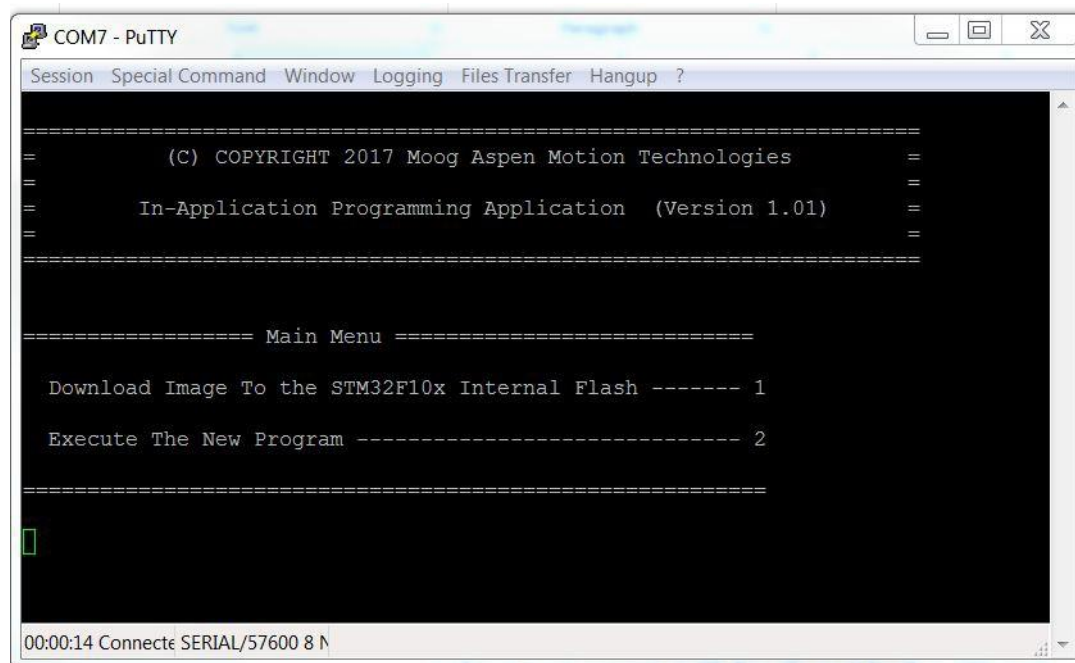 COM7 - PuTTY
Session Special Command Window Logging Files Transfer Hangup ?
======================================================================
= (C) COPYRIGHT 2017 Moog Aspen Motion Technologies =
= =
= In-Application Programming Application (Version 1.01) =
= =
======================================================================
================== Main Menu ============================
Download Image To the STM32F10x Internal Flash ------- 1
Execute The New Program ------------------------------ 2
==========================================================
00:00:14 Connecte SERIAL/57600 8 N